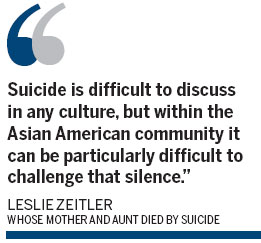 Suicide is difficult to discuss
in any culture, but within the
Asian American community it
can be particularly difficult to
challenge that silence.”
LESLIE ZEITLER
WHOSE MOTHER AND AUNT DIED BY SUICIDE